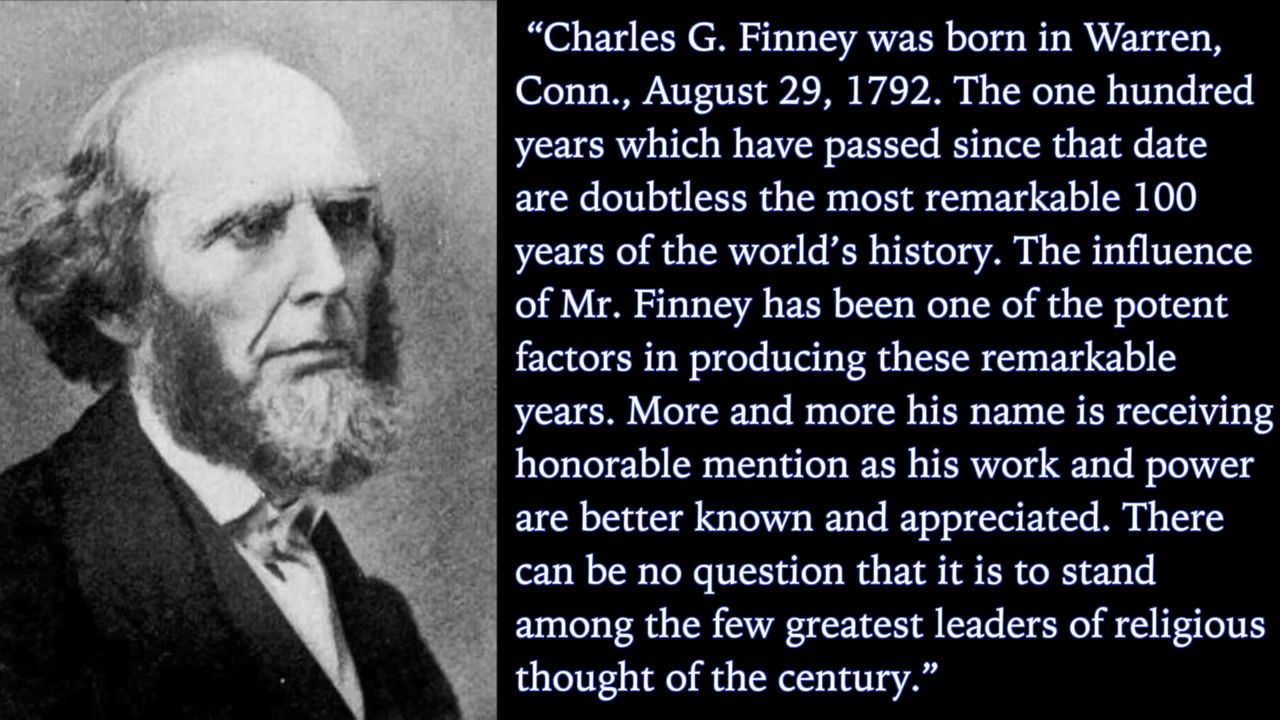 “Charles G. Finney was born in Warren,
Conn., August 29, 1792. The one hundred
years which have passed since that date
are doubtless the most remarkable 100
years of the world’s history. The influence
of Mr. Finney has been one of the potent
factors in producing these remarkable
years. More and more his name is receiving
honorable mention as his work and power
are better known and appreciated. There
can be no question that it is to stand
among the few greatest leaders of religious
thought of the century.”